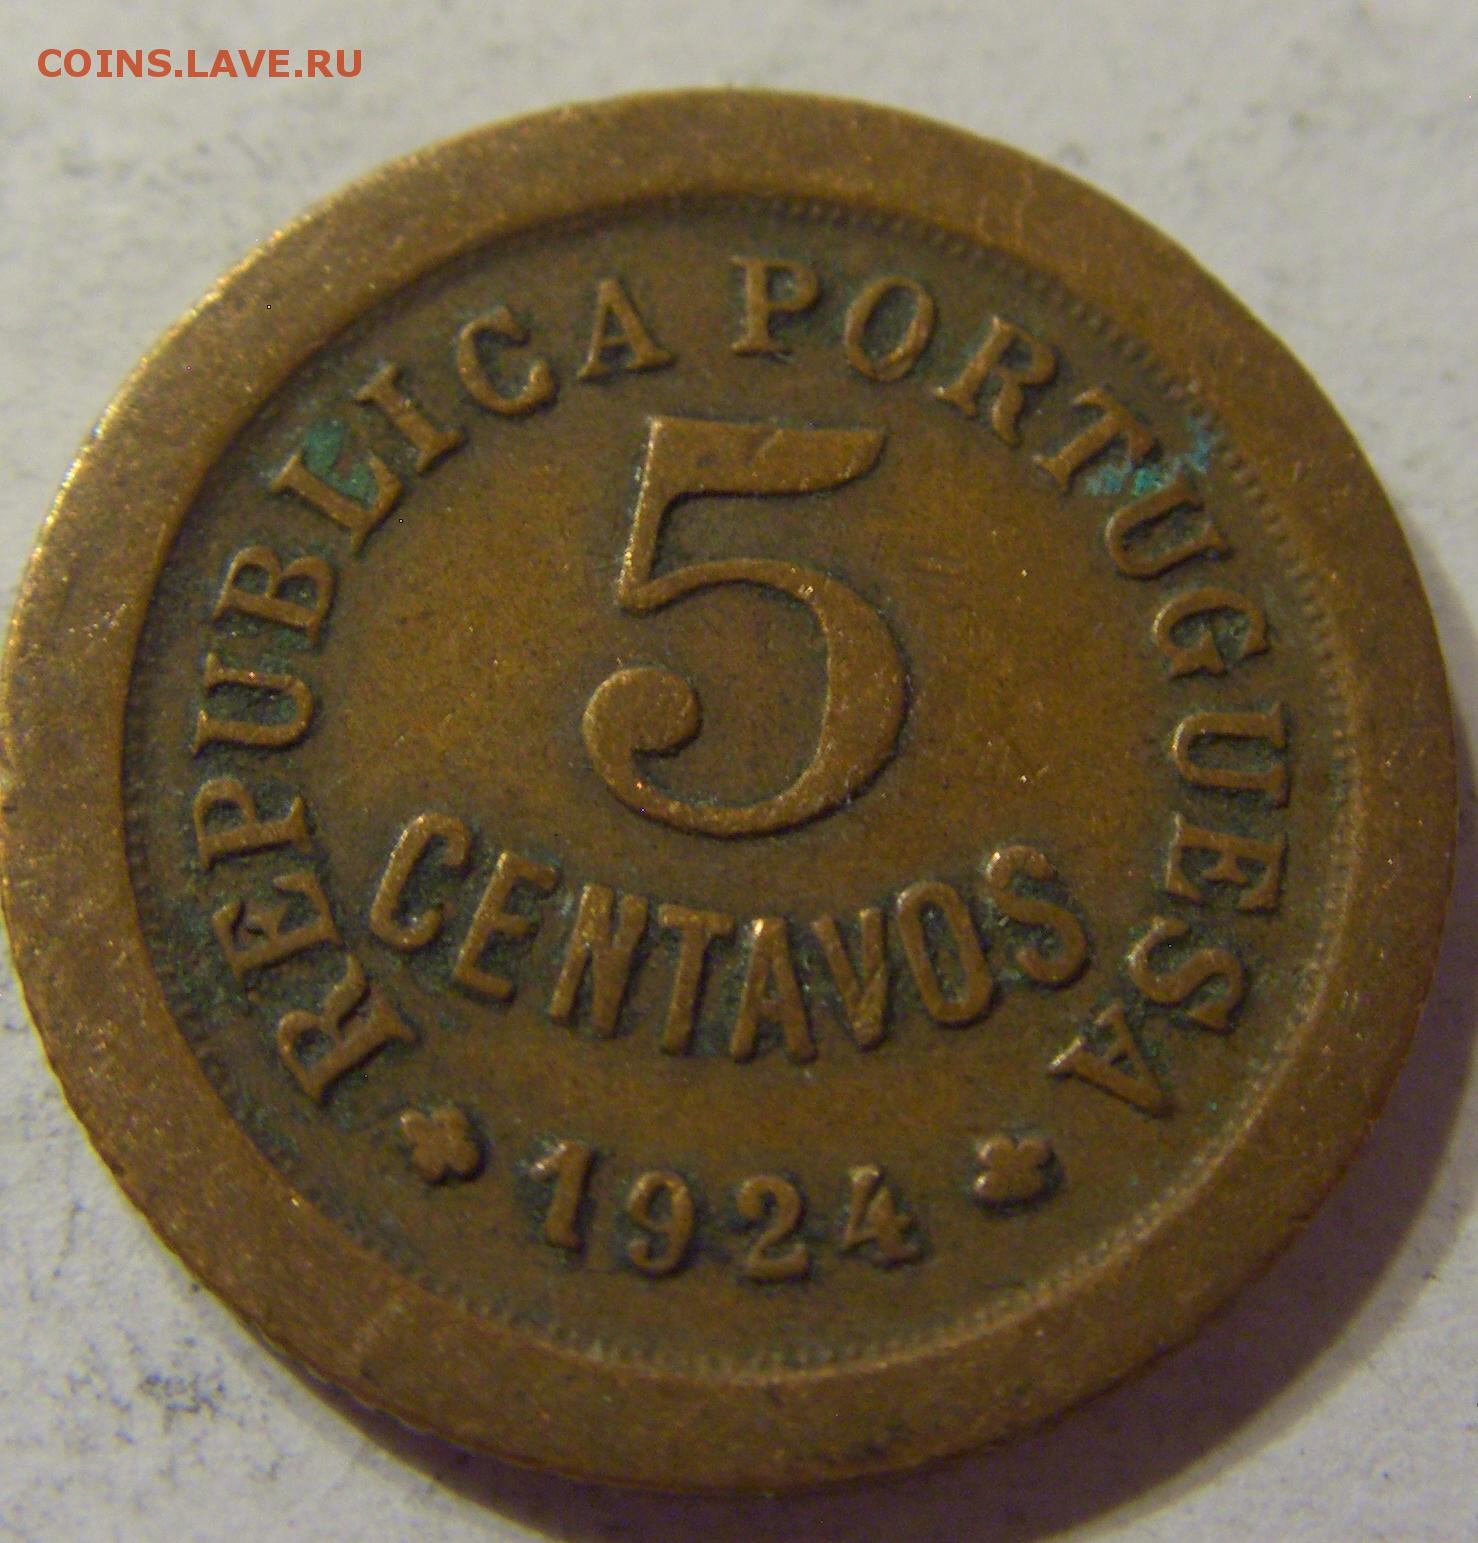 COINS.LAVE.RU
REPUBLICA PORTUGUESA
5
CENTAVOS
1924